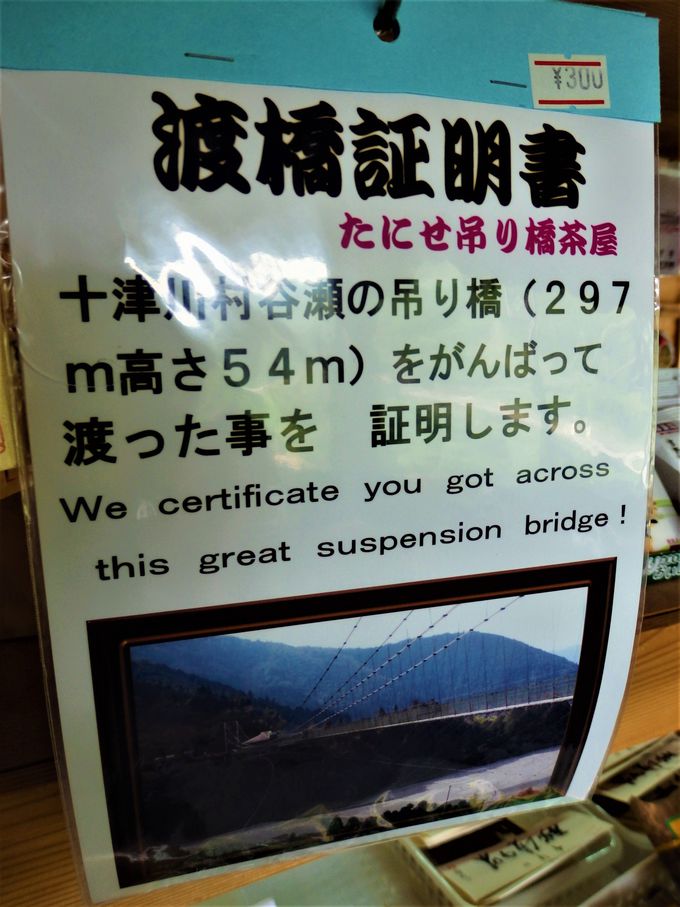 ¥300
渡橋証明書
たにせ吊り橋茶屋
十津川村谷瀬の吊り橋（297
m高さ54m）をがんばって
渡った事を　証明します。
We certificate you got across
this great suspension bridge!